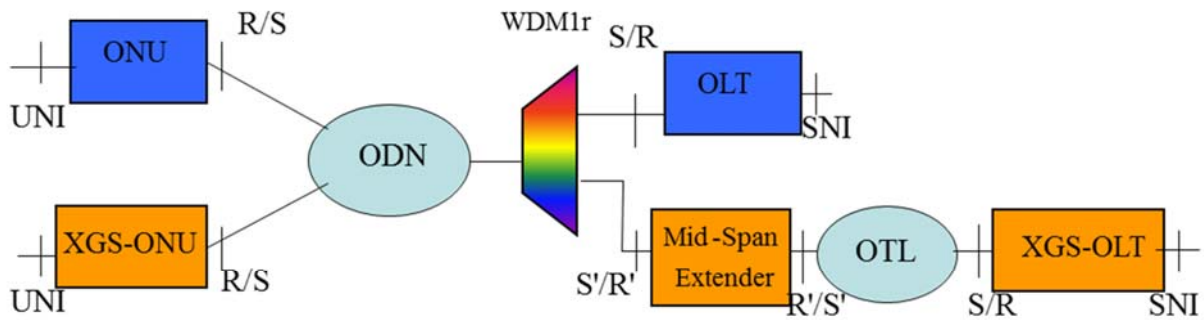 R/S
WDM1r
S/R
ONU
OLT
UNI
SNI
ODN
XGS-ONU
Mid-Span
Extender
OTL
XGS-OLT
UNI
R/S
S'/R'
R'/S'
S/R
SNI